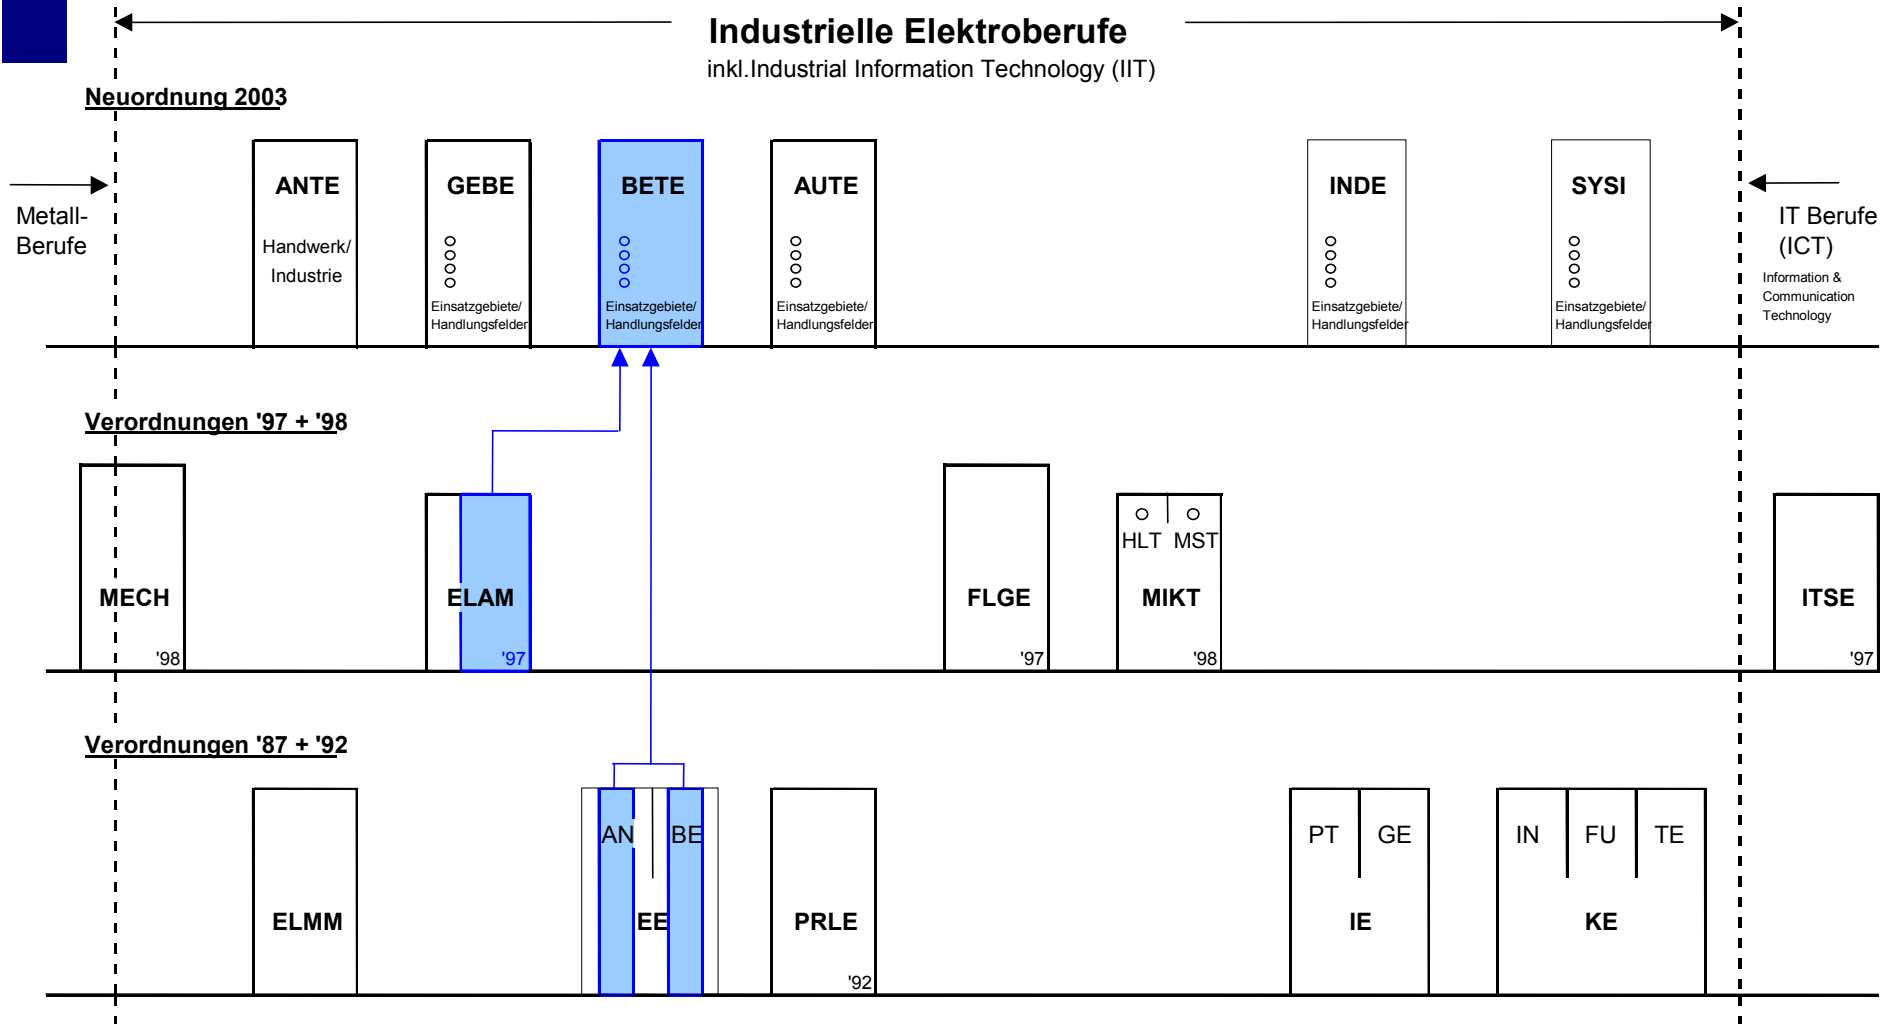 Industrielle Elektroberufe
inkl.Industrial Information Technology (IIT)
Neuordnung 2003
Metall-
Berufe
ANTE
Handwerk/
Industrie
GEBE
Einsatzgebiete/
Handlungsfelder
BETE
Einsatzgebiete/
Handlungsfelder
AUTE
Einsatzgebiete/
Handlungsfelder
INDE
Einsatzgebiete/
Handlungsfelder
SYSI
Einsatzgebiete/
Handlungsfelder
IT Berufe
(ICT)
Information &
Communication
Technology
Verordnungen '97 + '98
MECH
'98
ELAM
'97
FLGE
'97
HLT MST
MIKT
'98
ITSE
'97
Verordnungen '87 + '92
ELMM
AN BE
EE
PRLE
'92
PT GE
IE
IN FU TE
KE